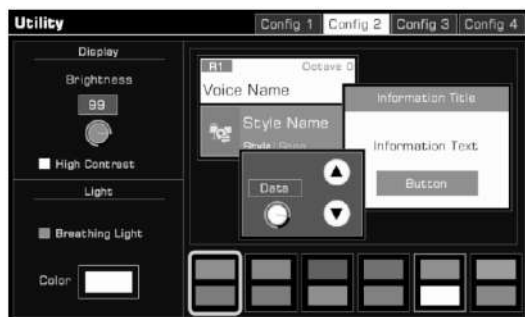 Utility
Config 1
Config 2
Config 3
Config 4
Display
Brightness
99
High Contrast
Light
Breathing Light
Color
R1
Octave 0
Voice Name
Style Name
Style
Information Title
Information Text
Button
Data